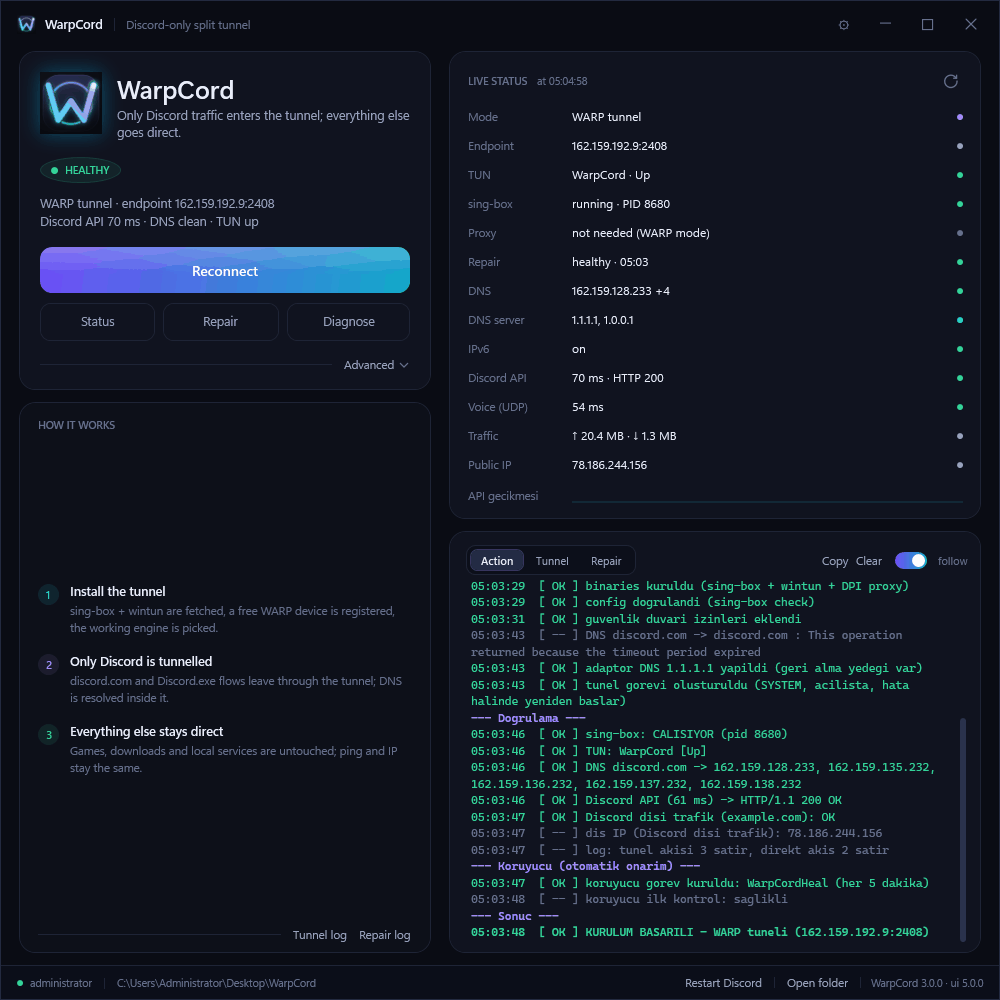 WarpCord
Discord-only split tunnel
WarpCord
Only Discord traffic enters the tunnel; everything else
goes direct.
HEALTHY
WARP tunnel · endpoint 162.159.192.9:2408
Discord API 70 ms · DNS clean · TUN up
Reconnect
Status
Repair
Diagnose
Advanced
HOW IT WORKS
1
Install the tunnel
sing-box + wintun are fetched, a free WARP device is registered,
the working engine is picked.
2
Only Discord is tunnelled
discord.com and Discord.exe flows leave through the tunnel; DNS
is resolved inside it.
3
Everything else stays direct
Games, downloads and local services are untouched; ping and IP
stay the same.
Tunnel log
Repair log
LIVE STATUS at 05:04:58
Mode WARP tunnel
Endpoint 162.159.192.9:2408
TUN WarpCord · Up
sing-box running · PID 8680
Proxy not needed (WARP mode)
Repair healthy · 05:03
DNS 162.159.128.233 +4
DNS server 1.1.1.1, 1.0.0.1
IPv6 on
Discord API 70 ms · HTTP 200
Voice (UDP) 54 ms
Traffic ↑ 20.4 MB · ↓ 1.3 MB
Public IP 78.186.244.156
API gecikmesi
Action Tunnel Repair Copy Clear follow
05:03:29 [ OK ] binaries kuruldu (sing-box + wintun + DPI proxy)
05:03:29 [ OK ] config dogrulandi (sing-box check)
05:03:31 [ OK ] guvenlik duvari izinleri eklendi
05:03:43 [ -- ] DNS discord.com -> discord.com : This operation
returned because the timeout period expired
05:03:43 [ OK ] adaptor DNS 1.1.1.1 yapildi (geri alma yedegi var)
05:03:43 [ OK ] tunel gorevi olusturuldu (SYSTEM, acilista, hata
halinde yeniden baslar)
--- Dogrulama ---
05:03:46 [ OK ] sing-box: CALISIYOR (pid 8680)
05:03:46 [ OK ] TUN: WarpCord [Up]
05:03:46 [ OK ] DNS discord.com -> 162.159.128.233, 162.159.135.232,
162.159.136.232, 162.159.137.232, 162.159.138.232
05:03:46 [ OK ] Discord API (61 ms) -> HTTP/1.1 200 OK
05:03:47 [ OK ] Discord disi trafik (example.com): OK
05:03:47 [ -- ] dis IP (Discord disi trafik): 78.186.244.156
05:03:47 [ -- ] log: tunel akisi 3 satir, direkt akis 2 satir
--- Koruyucu (otomatik onarim) ---
05:03:47 [ OK ] koruyucu gorev kuruldu: WarpCordHeal (her 5 dakika)
05:03:48 [ -- ] koruyucu ilk kontrol: saglikli
--- Sonuc ---
05:03:48 [ OK ] KURULUM BASARILI - WARP tuneli (162.159.192.9:2408)
administrator
C:\Users\Administrator\Desktop\WarpCord
Restart Discord
Open folder
WarpCord 3.0.0 · ui 5.0.0